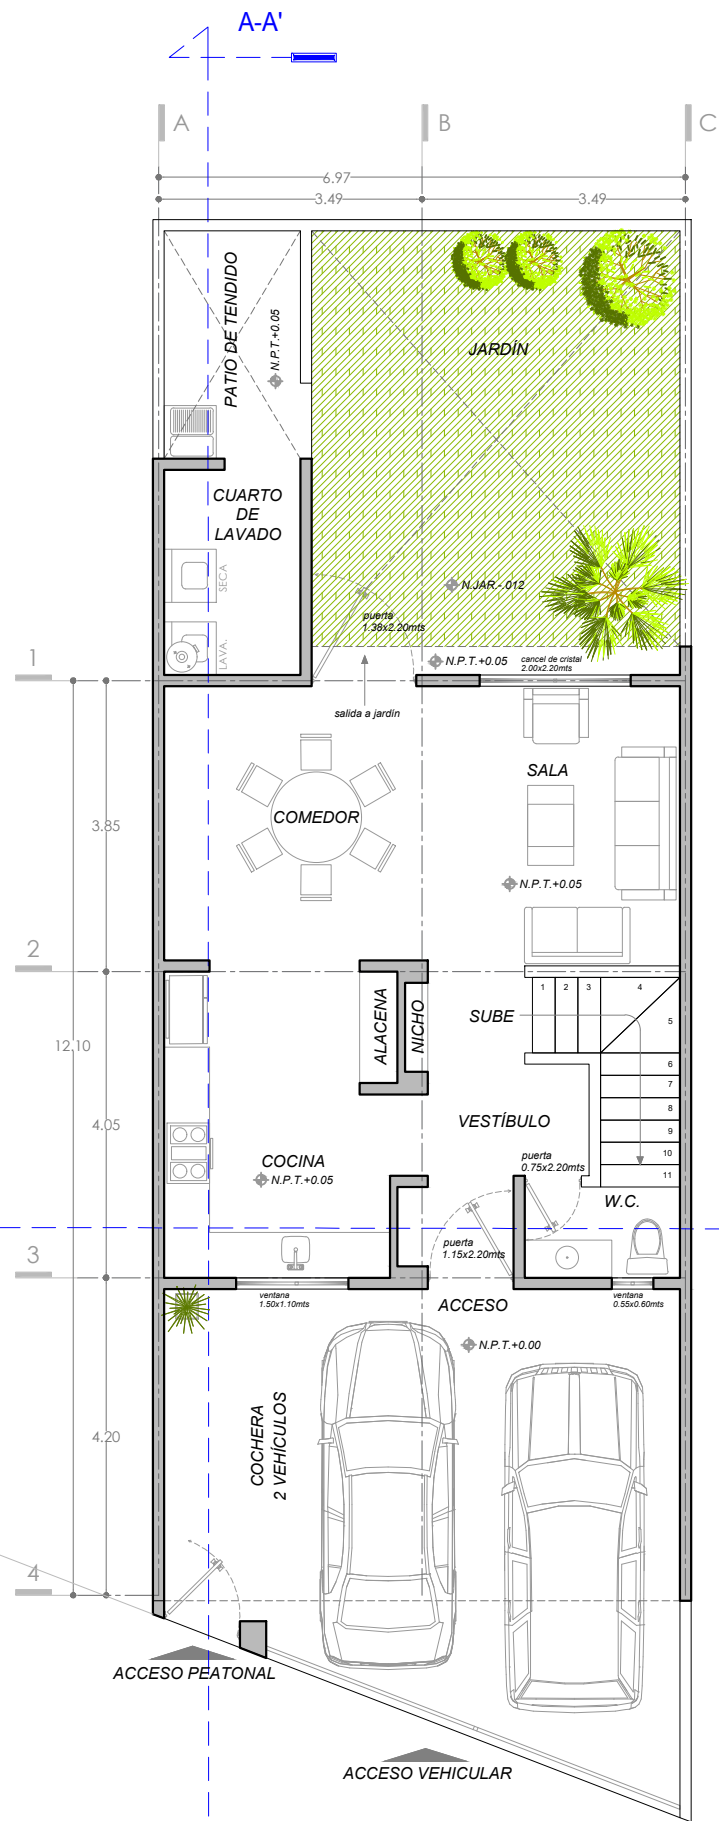 A-A'
A
B
C
6.97
3.49
3.49
PATIO DE TENDIDO
N.P.T.+0.05
JARDÍN
CUARTO
DE
LAVADO
SECA
LAVA.
N.JAR.-.012
puerta
1.38x2.20mts
N.P.T.+0.05
cancel de cristal
2.00x2.20mts
1
salida a jardín
SALA
COMEDOR
3.85
N.P.T.+0.05
2
1
2
3
4
5
6
7
8
9
10
11
ALACENA
NICHO
SUBE
12.10
4.05
VESTÍBULO
COCINA
N.P.T.+0.05
puerta
0.75x2.20mts
W.C.
puerta
1.15x2.20mts
3
ventana
1.50x1.10mts
ACCESO
ventana
0.55x0.60mts
N.P.T.+0.00
COCHERA
2 VEHÍCULOS
4.20
4
ACCESO PEATONAL
ACCESO VEHICULAR